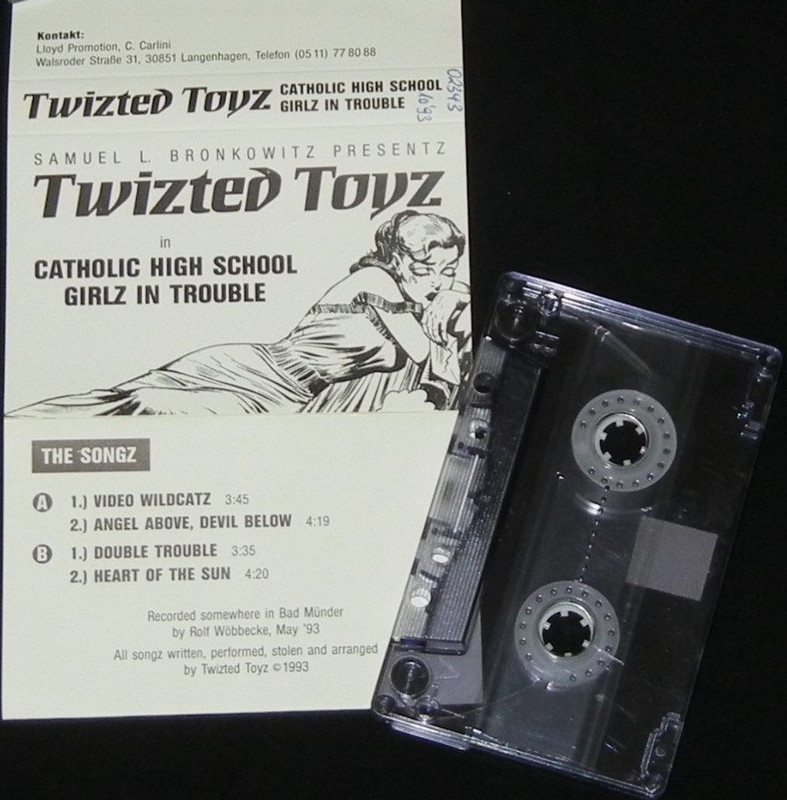 Kontakt:
Lloyd Promotion, C. Carlini
Walsroder Straße 31, 30851 Langenhagen, Telefon (05 11) 77 80 88
Twizted Toyz CATHOLIC HIGH SCHOOL
GIRLZ IN TROUBLE
02343
10'93
SAMUEL L. BRONKOWITZ PRESENTZ
Twizted Toyz
in
CATHOLIC HIGH SCHOOL
GIRLZ IN TROUBLE
THE SONGZ
A 1.) VIDEO WILDCATZ 3:45
2.) ANGEL ABOVE, DEVIL BELOW 4:19
B 1.) DOUBLE TROUBLE 3:35
2.) HEART OF THE SUN 4:20
Recorded somewhere in Bad Münder
by Rolf Wöbbecke, May '93
All songz written, performed, stolen and arranged
by Twizted Toyz ©1993